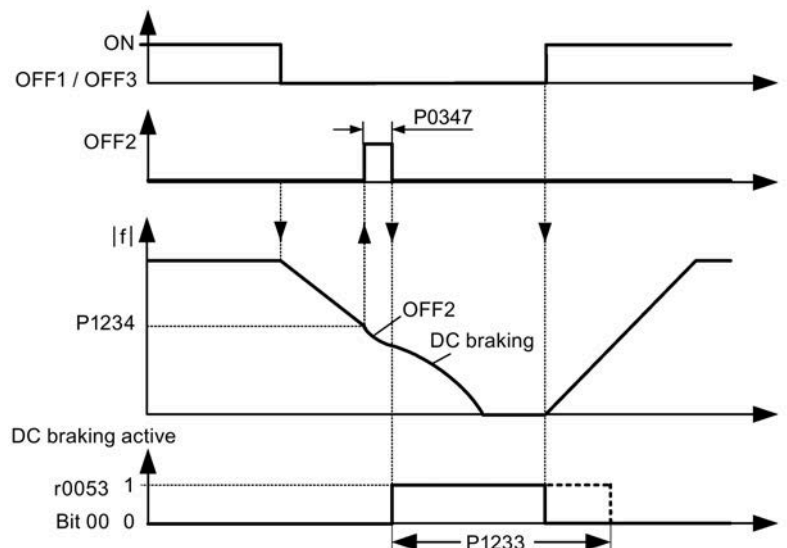 ON
OFF1 / OFF3
P0347
OFF2
|f|
P1234
OFF2
DC braking
DC braking active
r0053 1
Bit 00 0
P1233